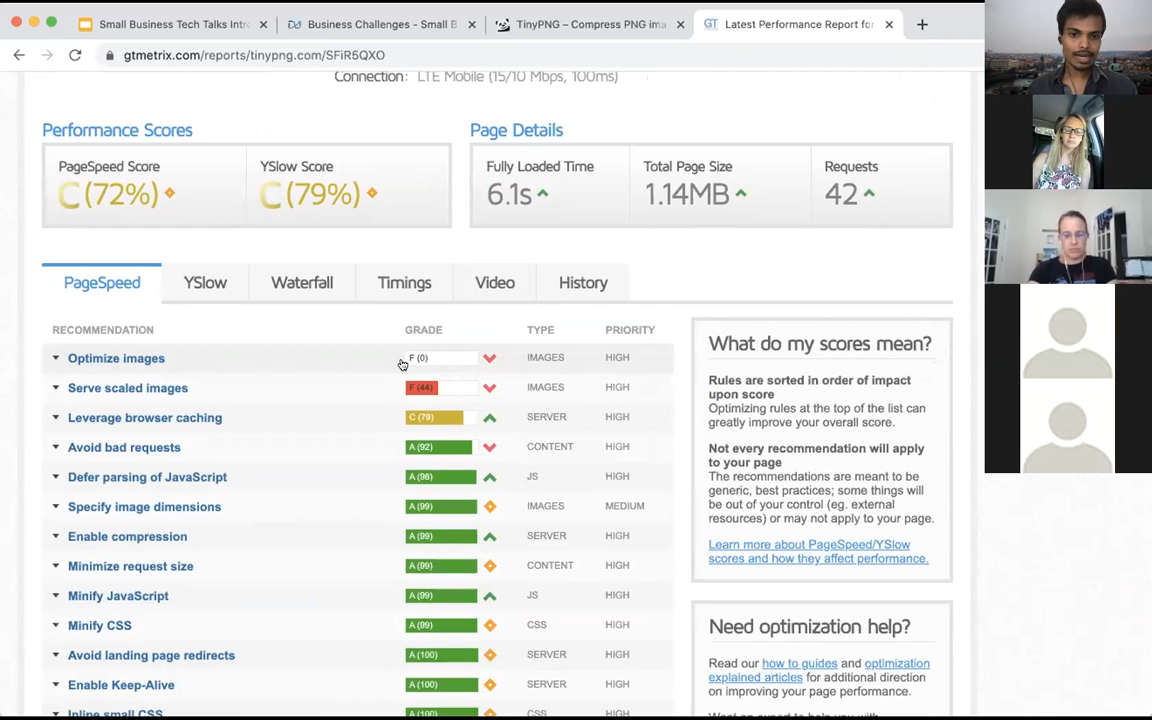 Small Business Tech Talks Intr
Business Challenges - Small B
TinyPNG – Compress PNG ima
GT Latest Performance Report for
gtmetrix.com/reports/tinypng.com/SFiR5QXO
Connection: LTE Mobile (15/10 Mbps, 100ms)
Performance Scores
Page Details
PageSpeed Score
YSlow Score
Fully Loaded Time
Total Page Size
Requests
C (72%)
C (79%)
6.1s
1.14MB
42
PageSpeed
YSlow
Waterfall
Timings
Video
History
RECOMMENDATION GRADE TYPE PRIORITY
Optimize images F (0) IMAGES HIGH
Serve scaled images F (44) IMAGES HIGH
Leverage browser caching C (79) SERVER HIGH
Avoid bad requests A (92) CONTENT HIGH
Defer parsing of JavaScript A (98) JS HIGH
Specify image dimensions A (99) IMAGES MEDIUM
Enable compression A (99) SERVER HIGH
Minimize request size A (99) CONTENT HIGH
Minify JavaScript A (99) JS HIGH
Minify CSS A (99) CSS HIGH
Avoid landing page redirects A (100) SERVER HIGH
Enable Keep-Alive A (100) SERVER HIGH
Inline small CSS A (100) CSS HIGH
What do my scores mean?
Rules are sorted in order of impact
upon score
Optimizing rules at the top of the list can
greatly improve your overall score.
Not every recommendation will apply
to your page
The recommendations are meant to be
generic, best practices; some things will
be out of your control (eg. external
resources) or may not apply to your page.
Learn more about PageSpeed/YSlow
scores and how they affect performance.
Need optimization help?
Read our how to guides and optimization
explained articles for additional direction
on improving your page performance.